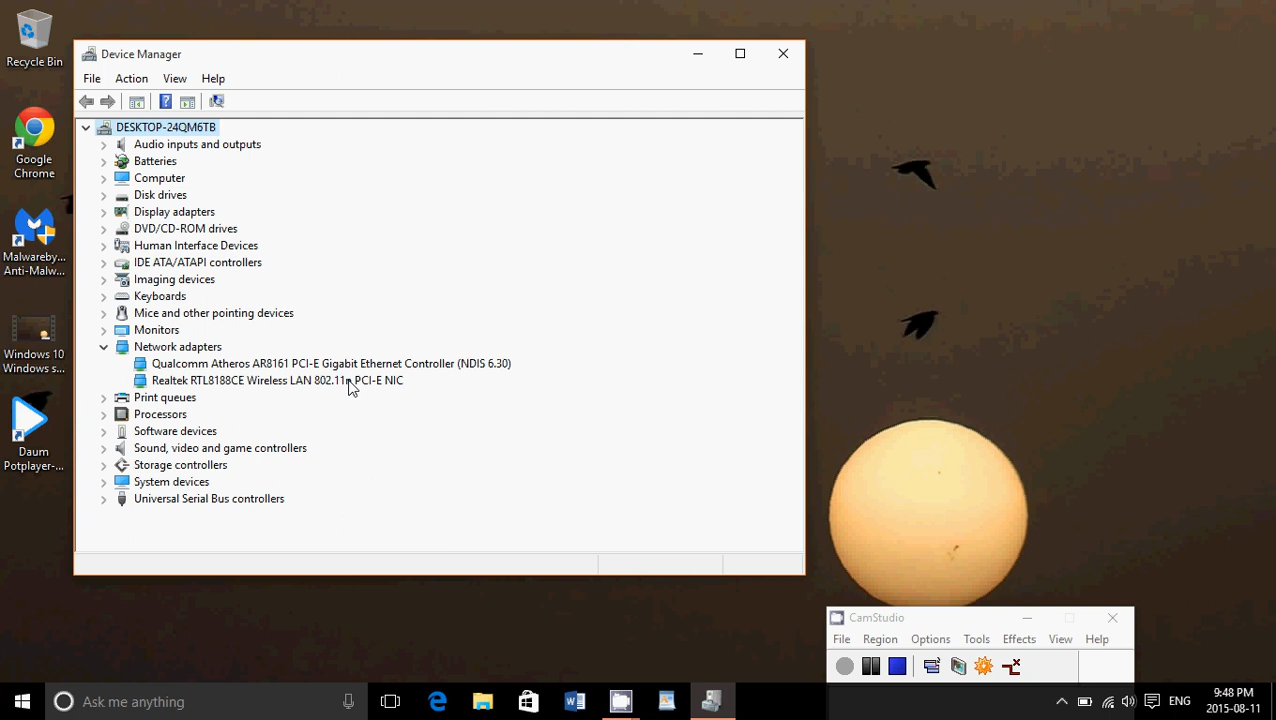 Recycle Bin
Google
Chrome
Malwareby...
Anti-Malw...
Windows 10
Windows s...
Daum
Potplayer-...
Device Manager
File Action View Help
DESKTOP-24QM6TB
Audio inputs and outputs
Batteries
Computer
Disk drives
Display adapters
DVD/CD-ROM drives
Human Interface Devices
IDE ATA/ATAPI controllers
Imaging devices
Keyboards
Mice and other pointing devices
Monitors
Network adapters
Qualcomm Atheros AR8161 PCI-E Gigabit Ethernet Controller (NDIS 6.30)
Realtek RTL8188CE Wireless LAN 802.11n PCI-E NIC
Print queues
Processors
Software devices
Sound, video and game controllers
Storage controllers
System devices
Universal Serial Bus controllers
CamStudio
File Region Options Tools Effects View Help
Ask me anything
ENG
9:48 PM
2015-08-11